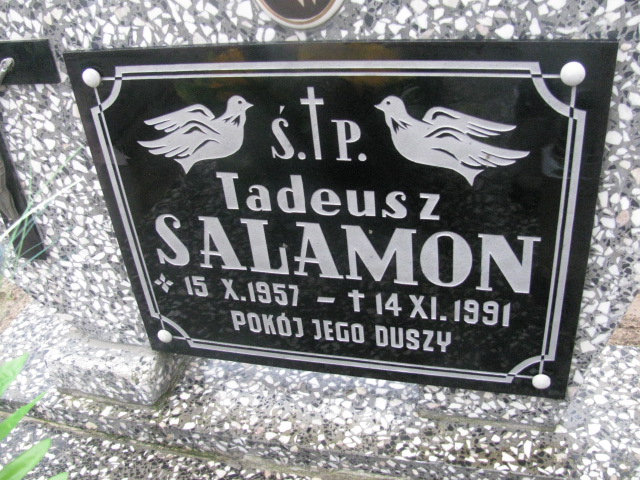 Ś.†P.
Tadeusz
SALAMON
* 15 X.1957 – † 14 XI.1991
POKÓJ JEGO DUSZY